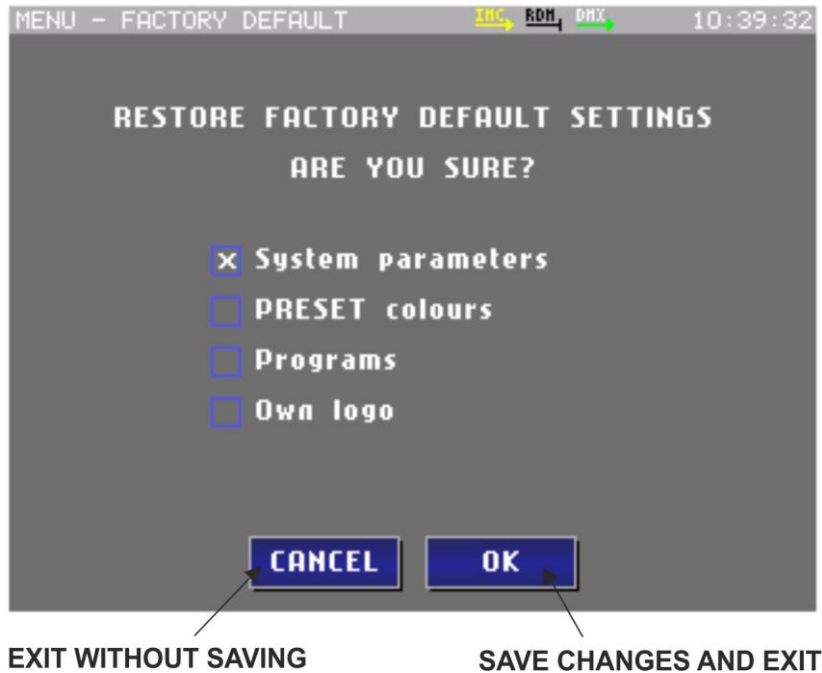 MENU - FACTORY DEFAULT IMC RDM DMX 10:39:32
RESTORE FACTORY DEFAULT SETTINGS
ARE YOU SURE?
x System parameters
PRESET colours
Programs
Own logo
CANCEL OK
EXIT WITHOUT SAVING SAVE CHANGES AND EXIT